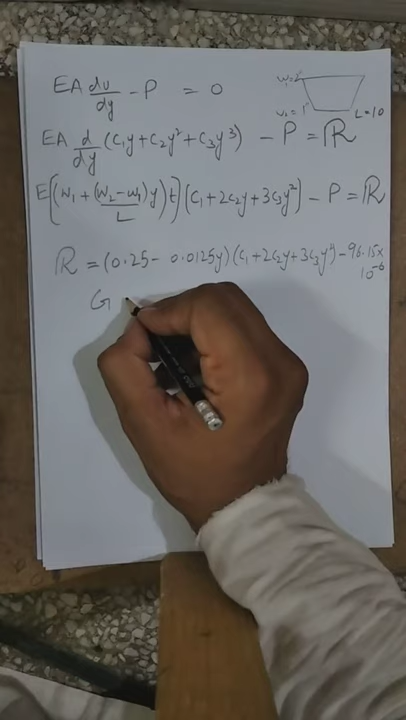 EA du/dy - P = 0
W₂=2"
W₁=1"
L=10
EA d/dy (C₁y + C₂y² + C₃y³) - P = R
E[(W₁ + (W₂-W₁)/L y)t](C₁ + 2C₂y + 3C₃y²) - P = R
R = (0.25 - 0.0125y)(C₁ + 2C₂y + 3C₃y²) - 96.15x
10⁻⁶
G